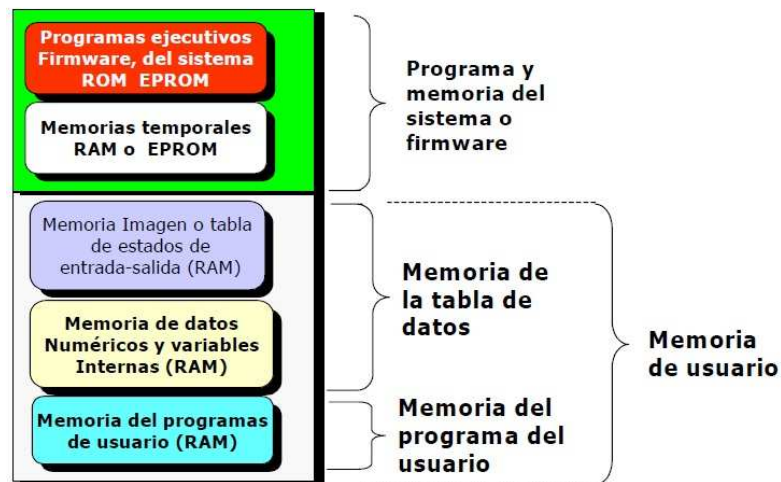 Programas ejecutivos
Firmware, del sistema
ROM EPROM
Memorias temporales
RAM o EPROM
Programa y
memoria del
sistema o
firmware
Memoria Imagen o tabla
de estados de
entrada-salida (RAM)
Memoria de datos
Numéricos y variables
Internas (RAM)
Memoria de
la tabla de
datos
Memoria del programas
de usuario (RAM)
Memoria del
programa del
usuario
Memoria
de usuario